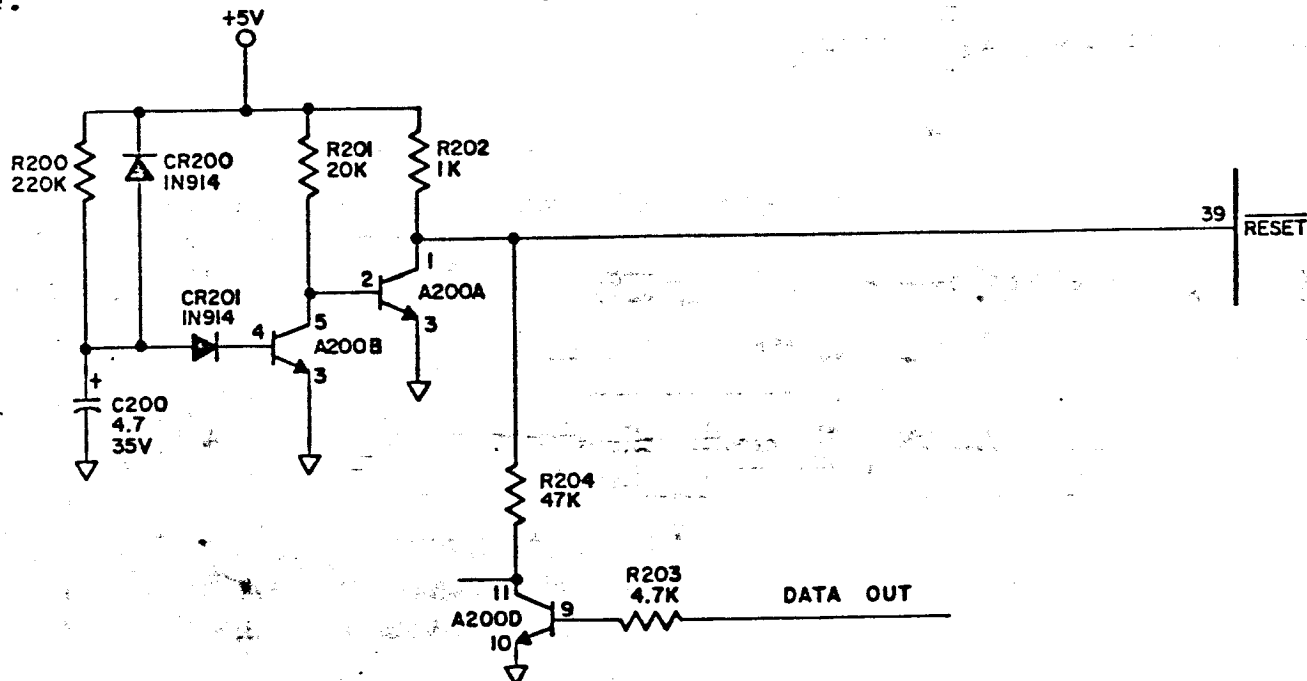 +5V
R200
220K
CR200
1N914
R201
20K
R202
1K
39
RESET
1
2
A200A
3
CR201
1N914
4
5
A200B
3
+
C200
4.7
35V
R204
47K
R203
4.7K
DATA OUT
11
A200D
9
10